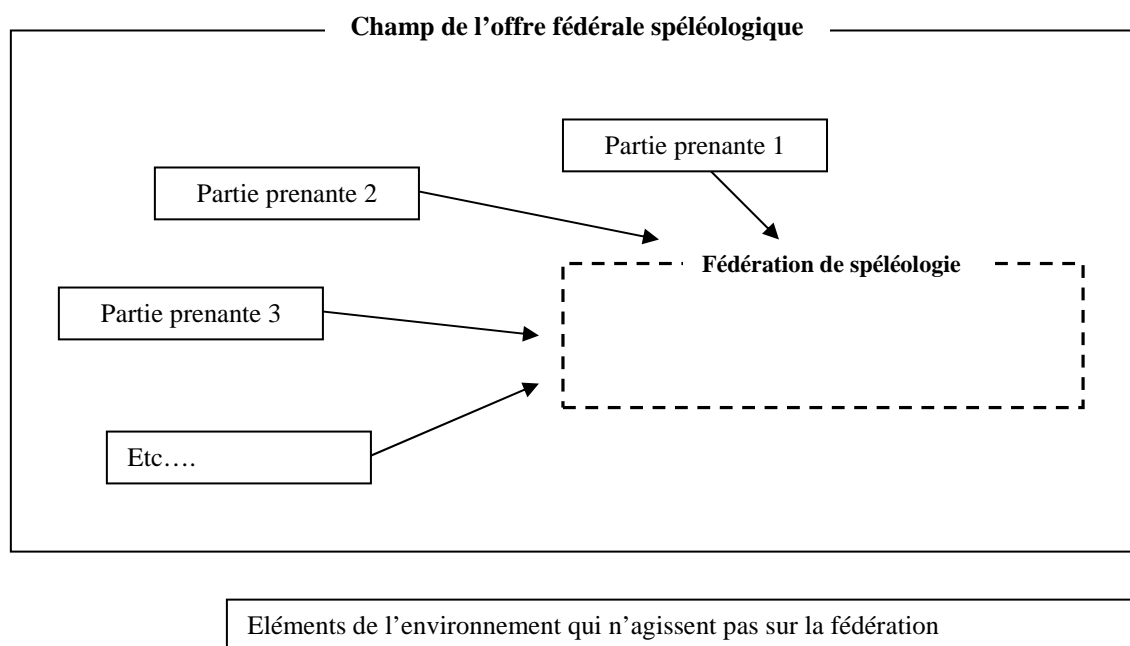 Champ de l’offre fédérale spéléologique
Partie prenante 1
Partie prenante 2
Fédération de spéléologie
Partie prenante 3
Etc….
Eléments de l’environnement qui n’agissent pas sur la fédération